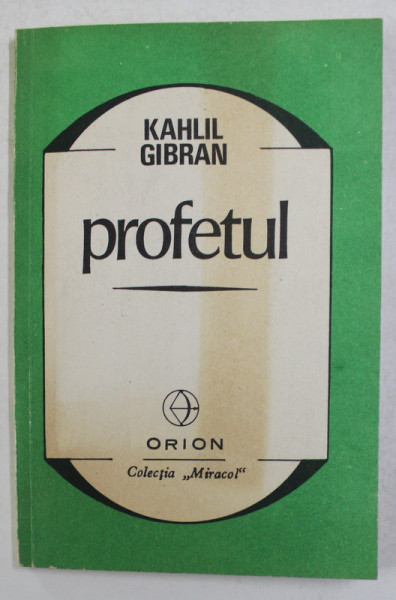 KAHLIL
GIBRAN
profetul
ORION
Colecția „Miracol“